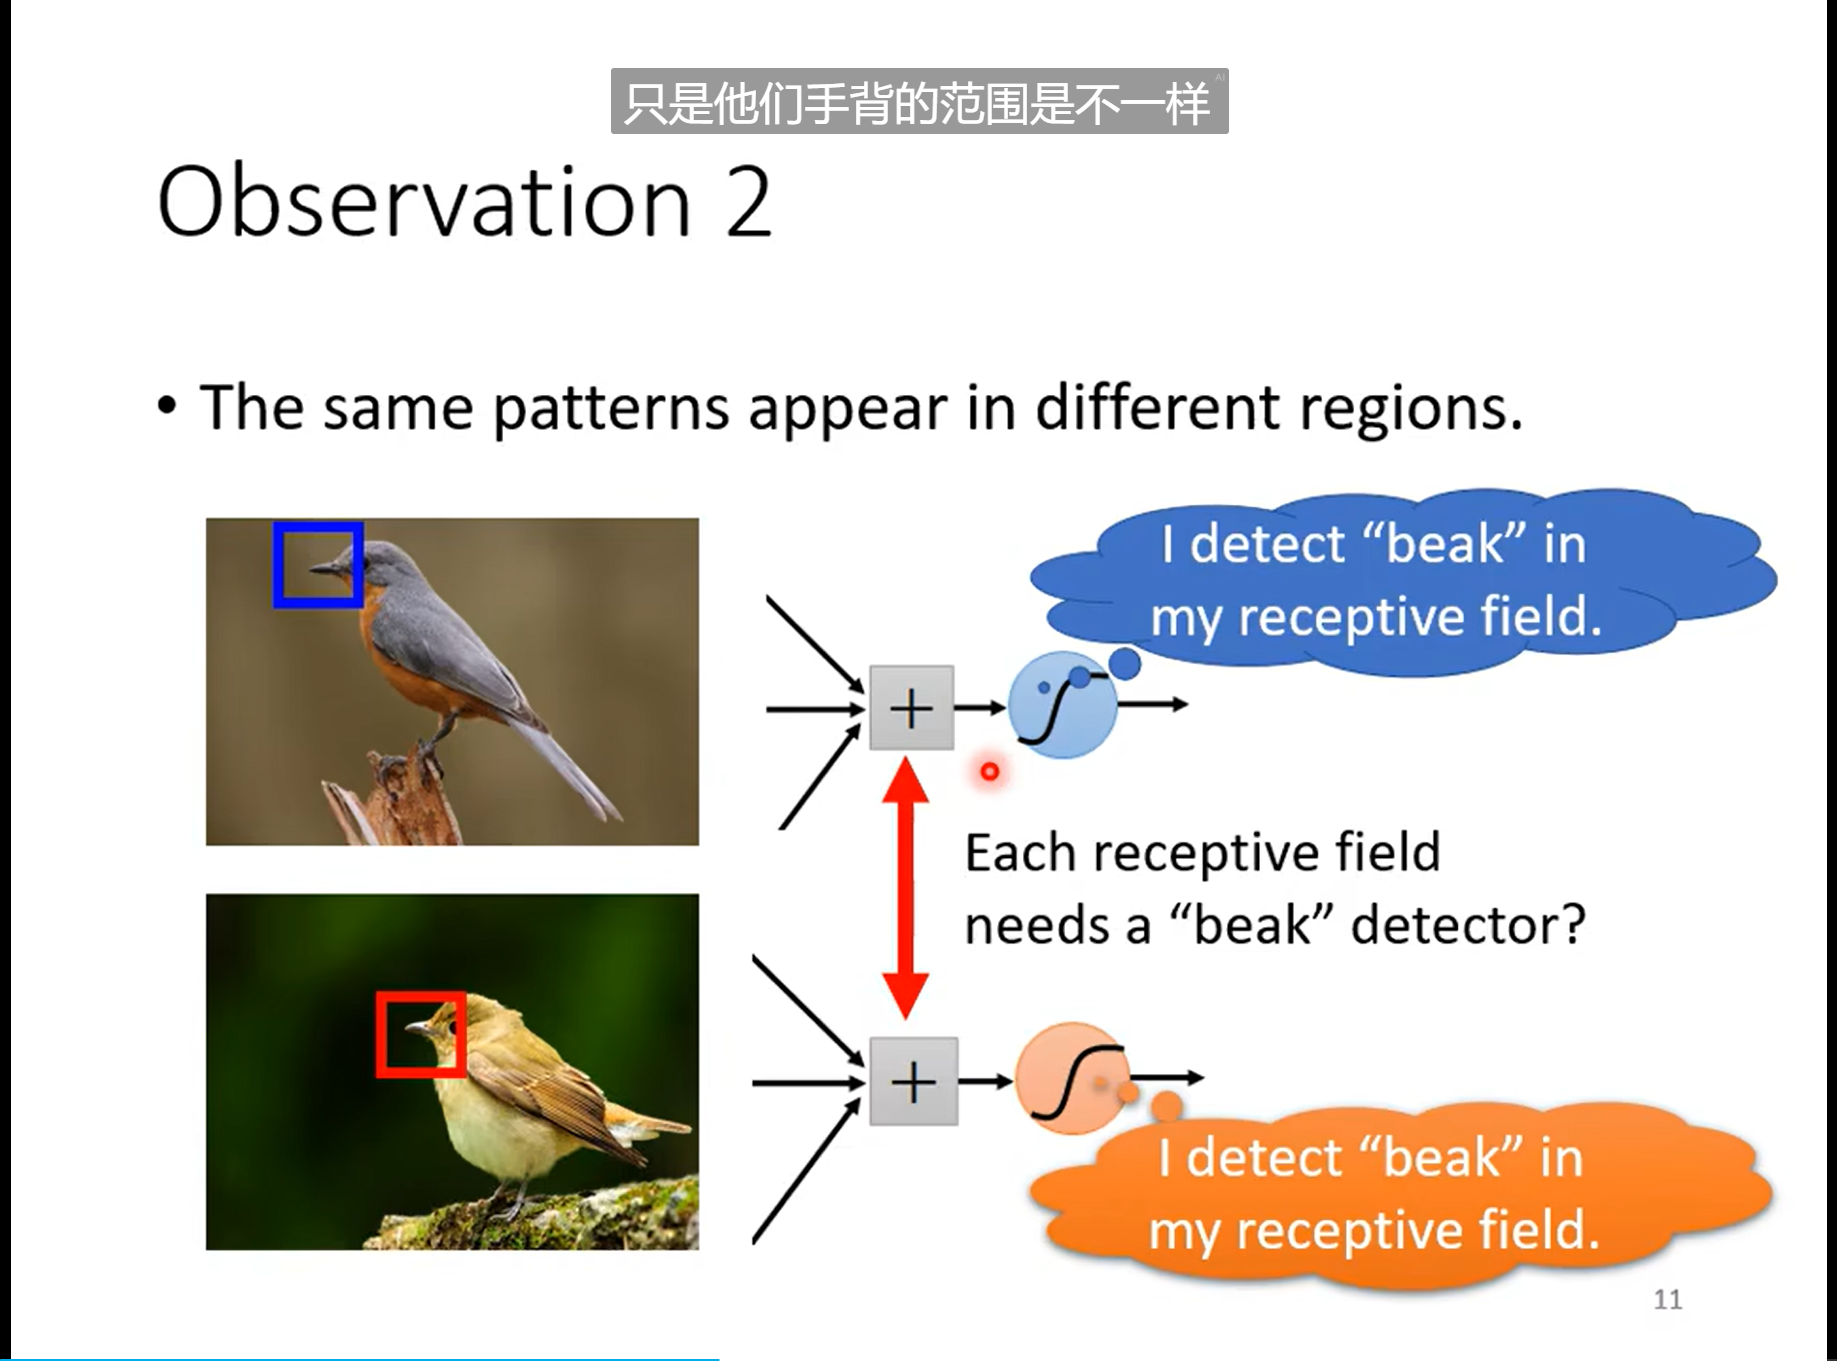 AI
只是他们手背的范围是不一样
Observation 2
• The same patterns appear in different regions.
I detect “beak” in
my receptive field.
+
Each receptive field
needs a “beak” detector?
+
I detect “beak” in
my receptive field.
11